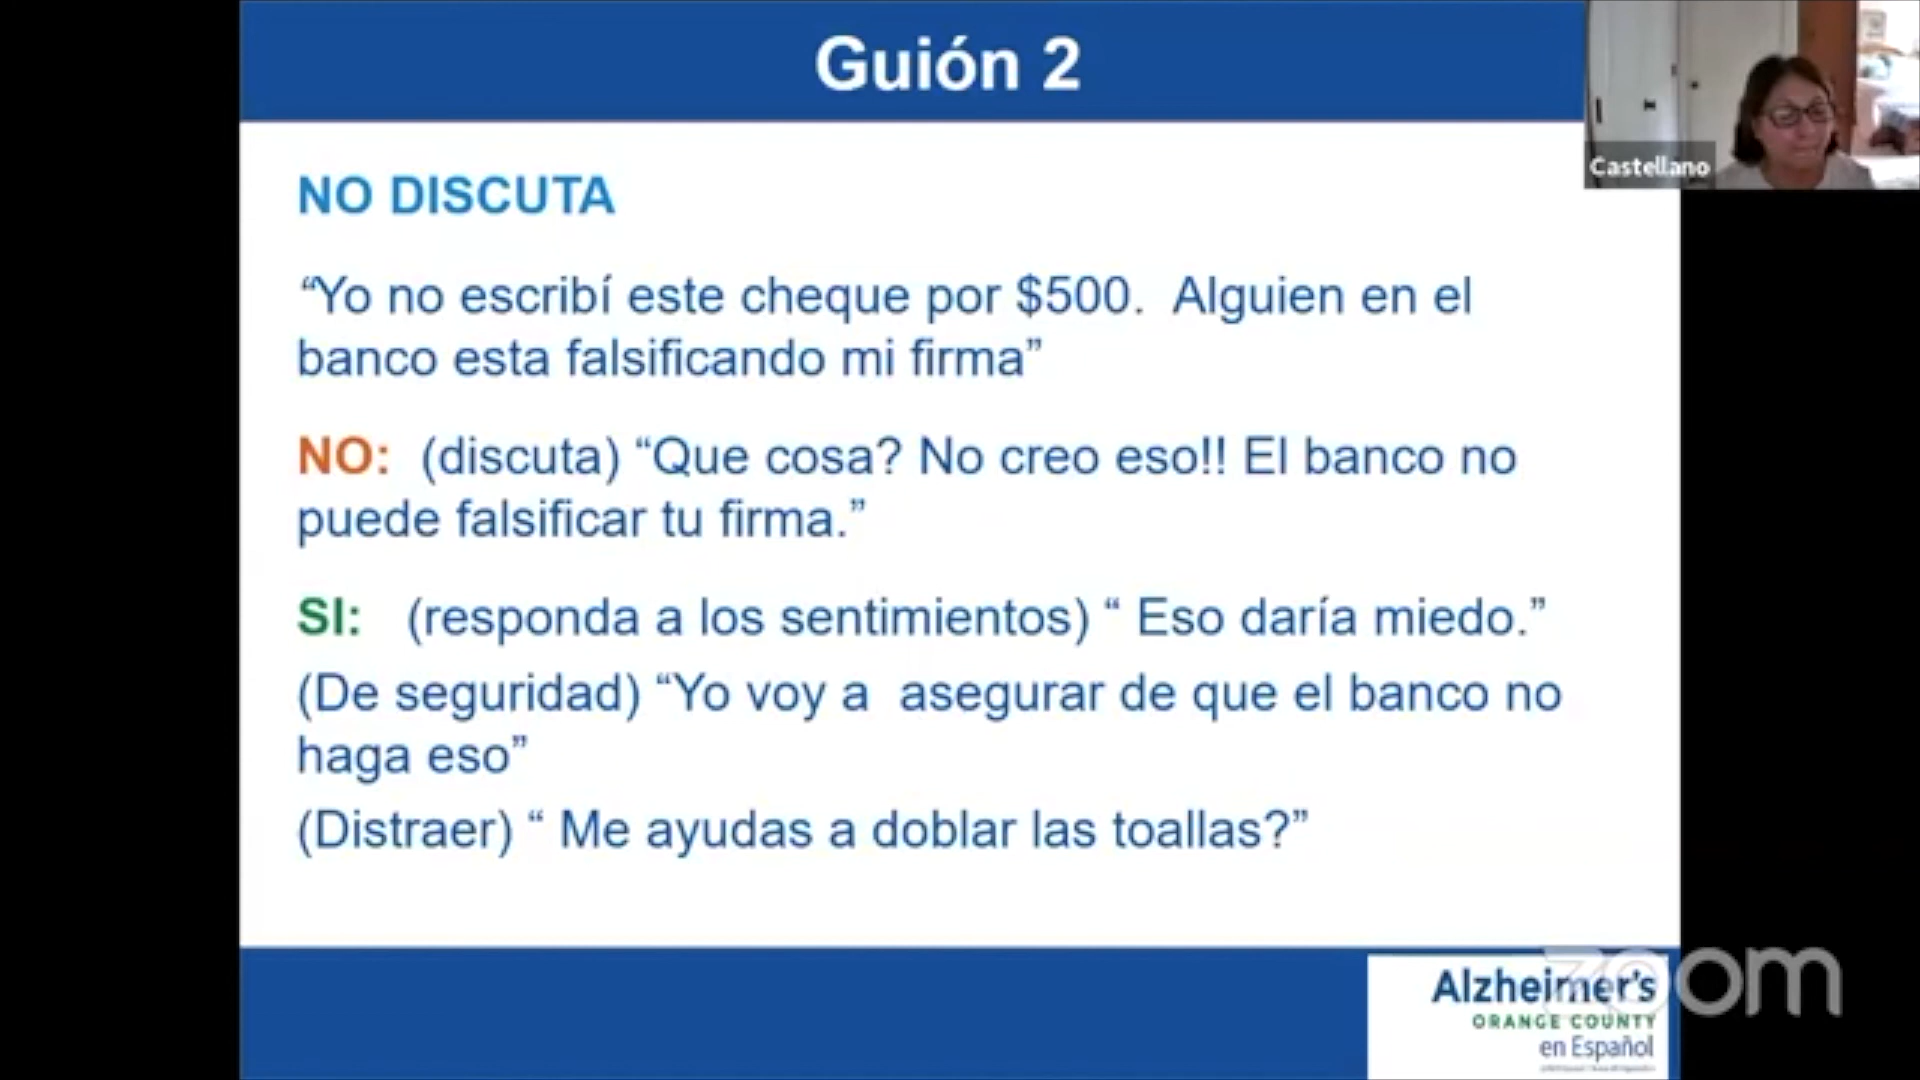 Guión 2
Castellano
NO DISCUTA
“Yo no escribí este cheque por $500.  Alguien en el
banco esta falsificando mi firma”
NO:  (discuta) “Que cosa? No creo eso!! El banco no
puede falsificar tu firma.”
SI:   (responda a los sentimientos) “ Eso daría miedo.”
(De seguridad) “Yo voy a  asegurar de que el banco no
haga eso”
(Distraer) “ Me ayudas a doblar las toallas?”
zoom
Alzheimer's
ORANGE COUNTY
en Español